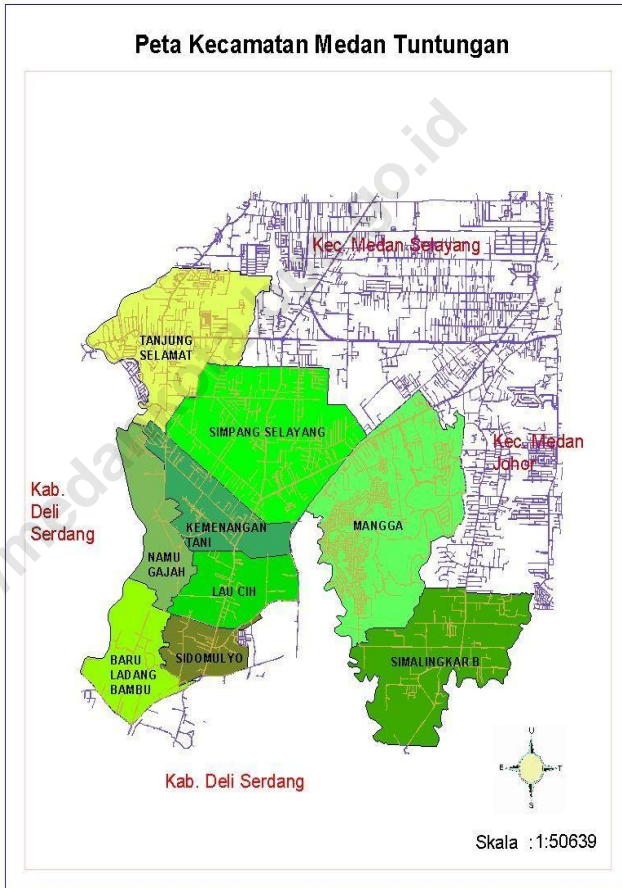 Peta Kecamatan Medan Tuntungan
Kec. Medan Selayang
TANJUNG
SELAMAT
SIMPANG SELAYANG
Kec. Medan
Johor
Kab.
Deli
Serdang
MANGGA
KEMENANGAN
TANI
NAMU
GAJAH
LAU CIH
SIDOMULYO
BARU
LADANG
BAMBU
SIMALINGKAR B
Kab. Deli Serdang
U
E
T
S
Skala : 1:50639